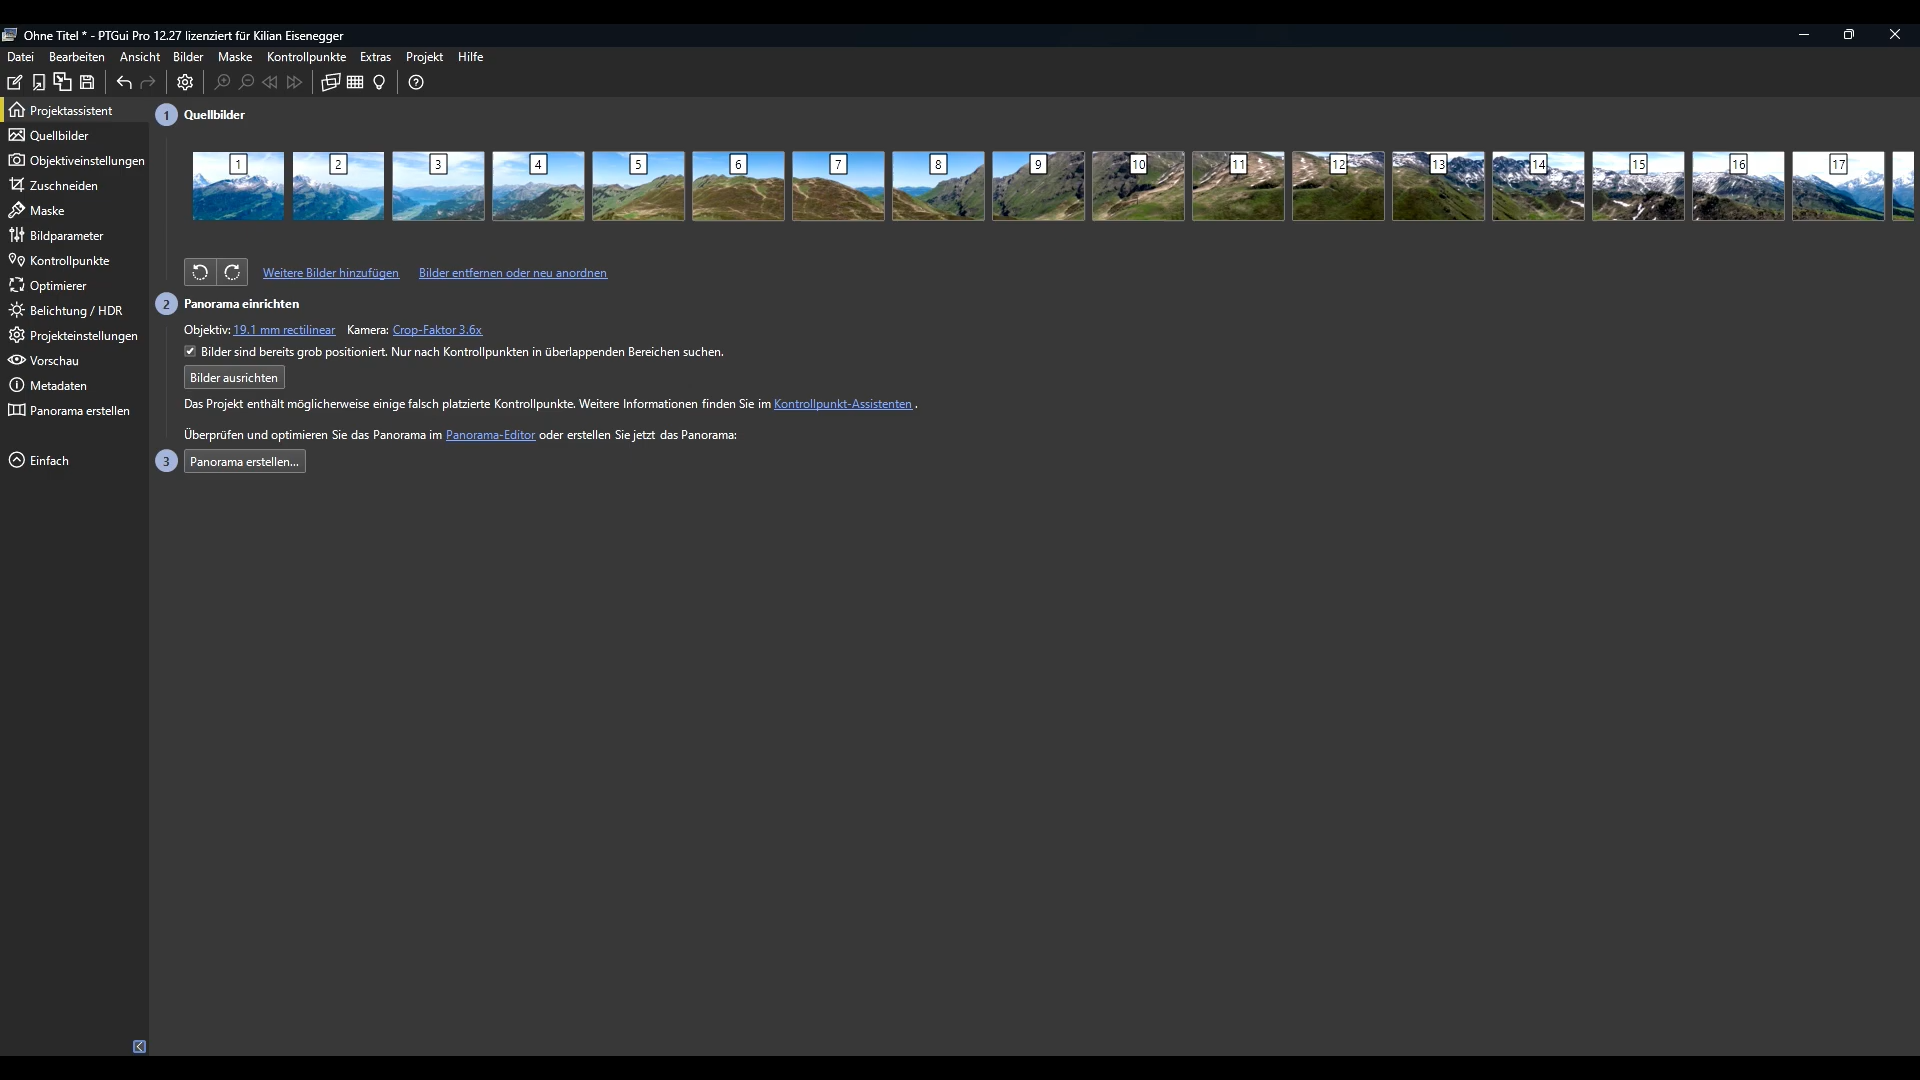 Ohne Titel * - PTGui Pro 12.27 lizenziert für Kilian Eisenegger
Datei Bearbeiten Ansicht Bilder Maske Kontrollpunkte Extras Projekt Hilfe
Projektassistent
Quellbilder
Objektiveinstellungen
Zuschneiden
Maske
Bildparameter
Kontrollpunkte
Optimierer
Belichtung / HDR
Projekteinstellungen
Vorschau
Metadaten
Panorama erstellen
Einfach
1 Quellbilder
1 2 3 4 5 6 7 8 9 10 11 12 13 14 15 16 17
Weitere Bilder hinzufügen Bilder entfernen oder neu anordnen
2 Panorama einrichten
Objektiv: 19.1 mm rectilinear Kamera: Crop-Faktor 3,6x
Bilder sind bereits grob positioniert. Nur nach Kontrollpunkten in überlappenden Bereichen suchen.
Bilder ausrichten
Das Projekt enthält möglicherweise einige falsch platzierte Kontrollpunkte. Weitere Informationen finden Sie im Kontrollpunkt-Assistenten .
Überprüfen und optimieren Sie das Panorama im Panorama-Editor oder erstellen Sie jetzt das Panorama:
3 Panorama erstellen...